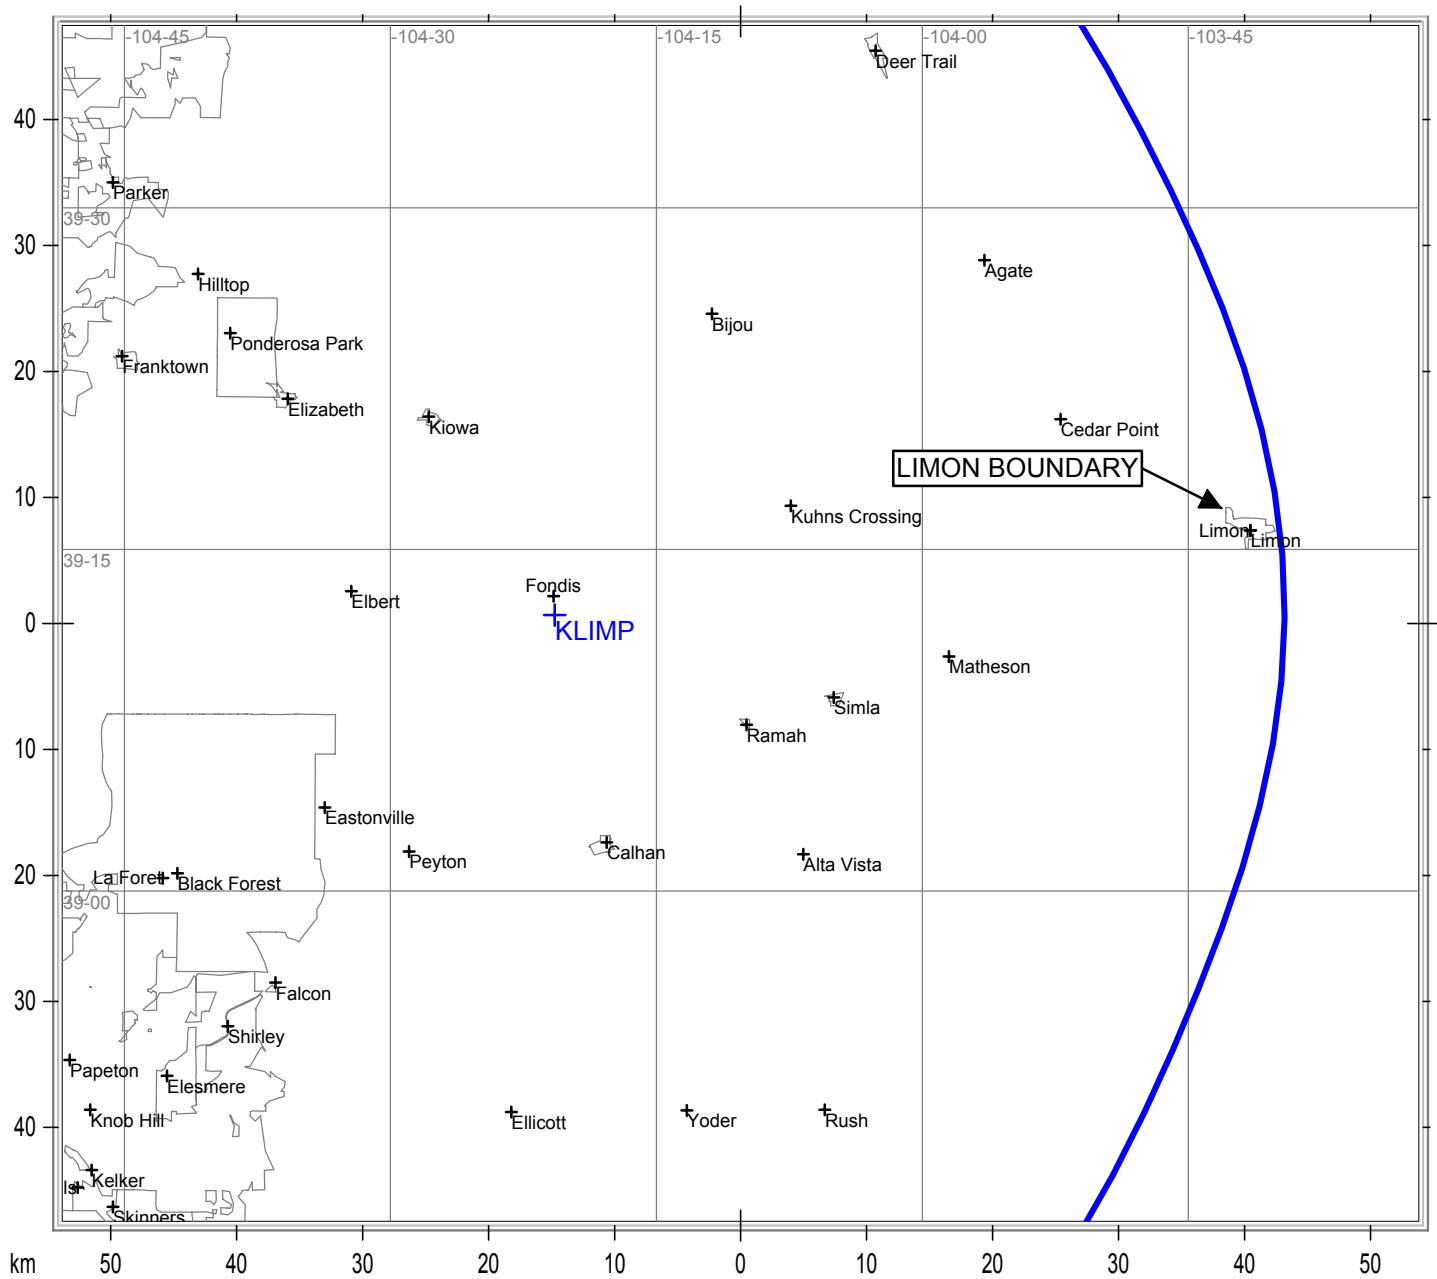 -104-45
-104-30
-104-15
-104-00
-103-45
Deer Trail
40
Parker
39-30
30
Agate
Hilltop
Bijou
Ponderosa Park
20
Franktown
Elizabeth
Kiowa
Cedar Point
LIMON BOUNDARY
10
Kuhns Crossing
Limon
Limon
39-15
Fondis
Elbert
0
KLIMP
Matheson
Simla
Ramah
10
Eastonville
Peyton
Calhan
Alta Vista
20
La Foret
Black Forest
39-00
Falcon
30
Shirley
Papeton
Elesmere
Knob Hill
Ellicott
Yoder
Rush
40
Kelker
ls
Skinners
km
50
40
30
20
10
0
10
20
30
40
50